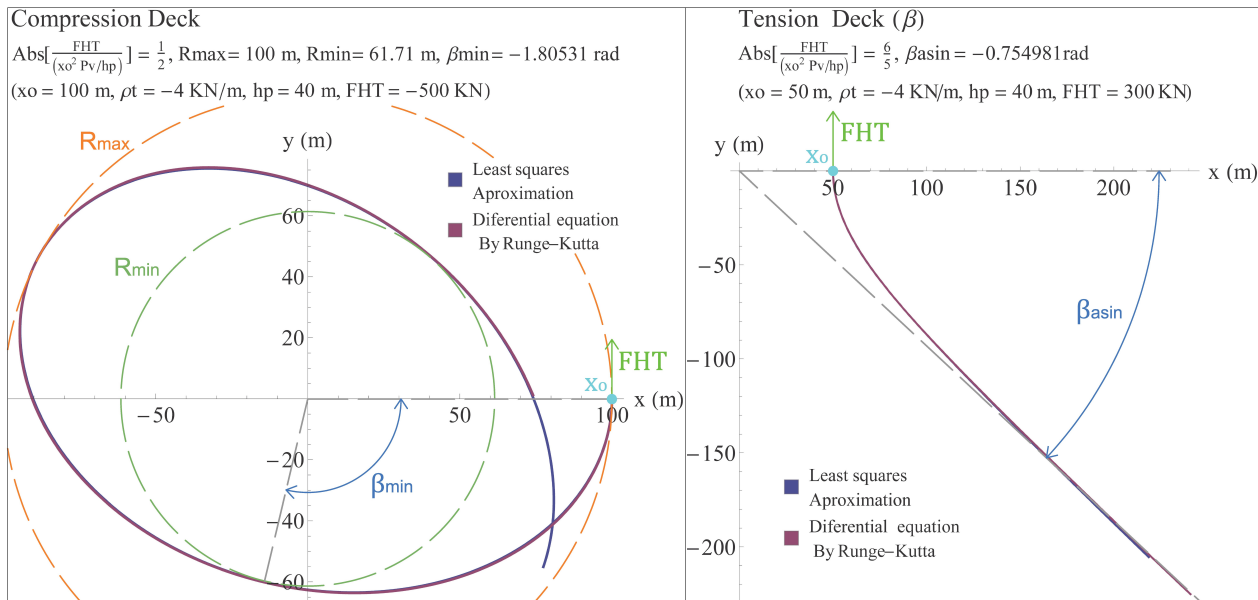 Compression Deck
Abs[FHT/(xo² Pv/hp)] = 1/2, Rmax= 100 m, Rmin= 61.71 m, βmin= −1.80531 rad
(xo = 100 m, ρt = −4 KN/m, hp = 40 m, FHT = −500 KN)
Rmax
y (m)
Least squares
Aproximation
Diferential equation
By Runge–Kutta
60
Rmin
40
20
FHT
xo
x (m)
−50
50
100
−20
βmin
−40
−60
Tension Deck (β)
Abs[FHT/(xo² Pv/hp)] = 6/5, βasin = −0.754981rad
(xo = 50 m, ρt = −4 KN/m, hp = 40 m, FHT = 300 KN)
FHT
y (m)
xo
x (m)
50
100
150
200
−50
βasin
−100
−150
Least squares
Aproximation
Diferential equation
By Runge–Kutta
−200